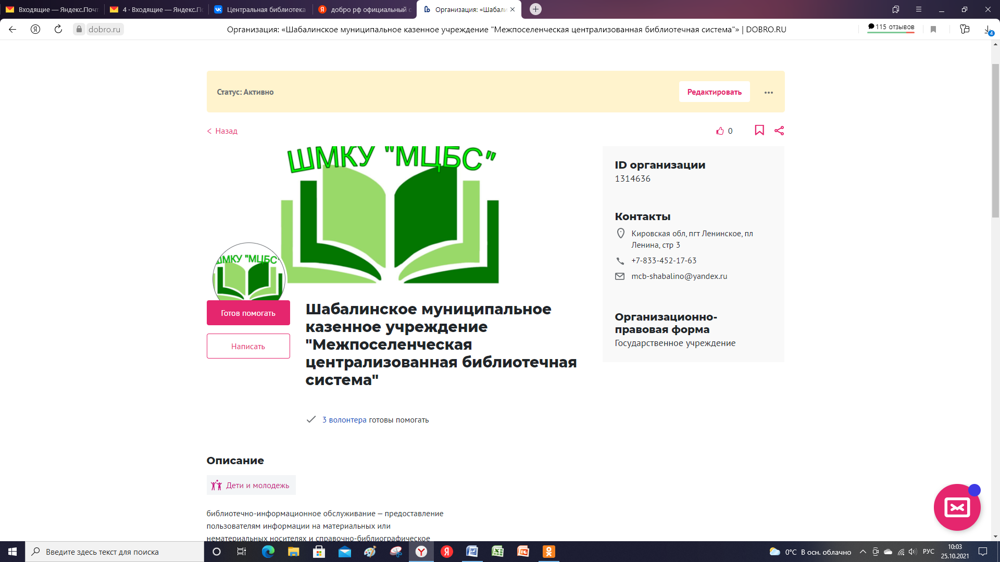 Входящие — Яндекс.Почт
4 · Входящие — Яндекс.По
Центральная библиотека
добро рф официальный с
Организация: «Шабали
dobro.ru
Организация: «Шабалинское муниципальное казенное учреждение "Межпоселенческая централизованная библиотечная система"» | DOBRO.RU
115 отзывов
4
Статус: Активно
Редактировать
Назад
0
ШМКУ "МЦБС"
ШМКУ "МЦБС"
Готов помогать
Написать
Шабалинское муниципальное
казенное учреждение
"Межпоселенческая
централизованная библиотечная
система"
3 волонтера готовы помогать
ID организации
1314636
Контакты
Кировская обл, пгт Ленинское, пл
Ленина, стр 3
+7-833-452-17-63
mcb-shabalino@yandex.ru
Организационно-
правовая форма
Государственное учреждение
Описание
Дети и молодежь
библиотечно-информационное обслуживание — предоставление
пользователям информации на материальных или
нематериальных носителях и справочно-библиографическое
Введите здесь текст для поиска
0°C В осн. облачно
РУС
10:03
25.10.2021